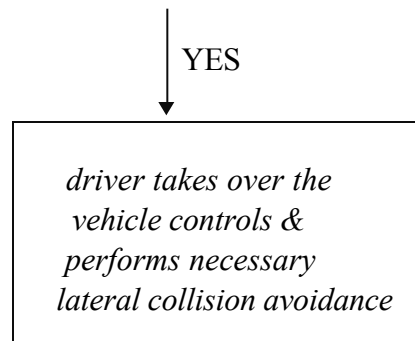 YES
driver takes over the
vehicle controls &
performs necessary
lateral collision avoidance